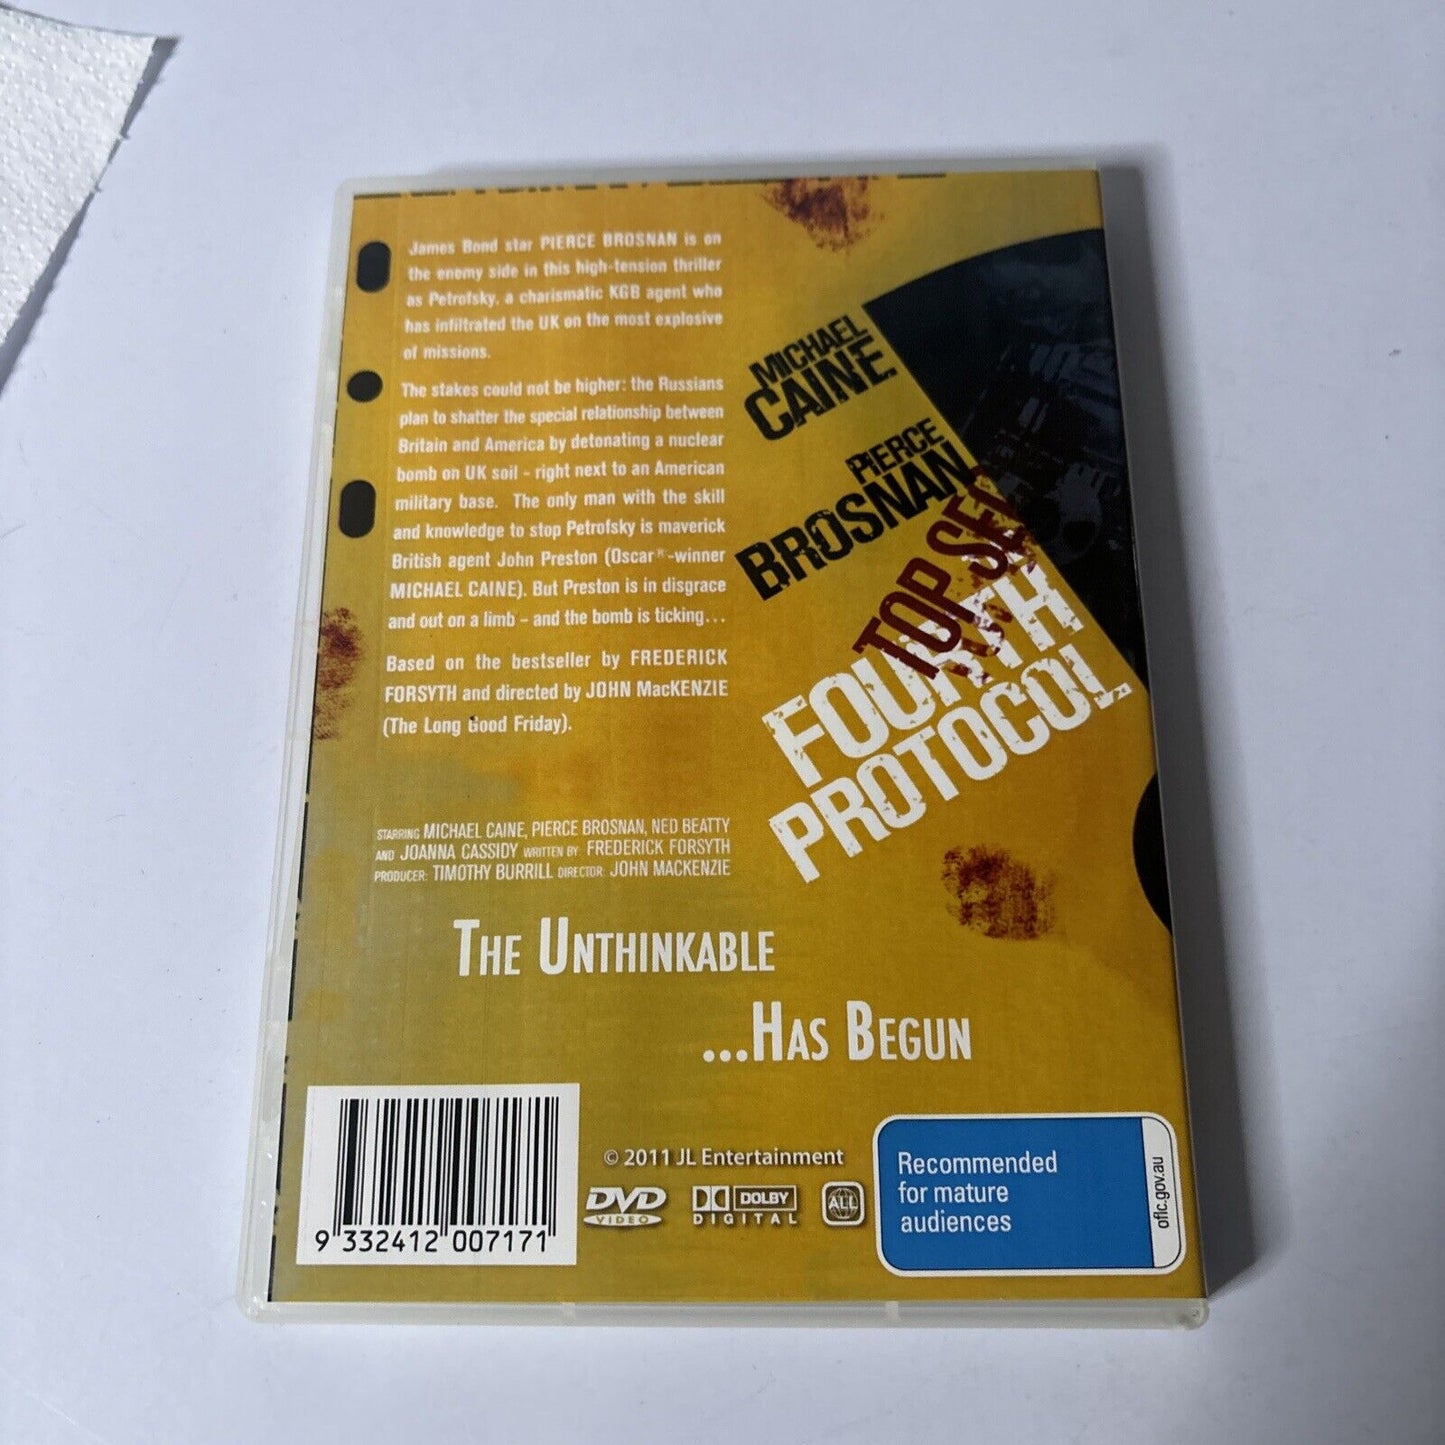 James Bond star PIERCE BROSNAN is on
the enemy side in this high-tension thriller
as Petrofsky, a charismatic KGB agent who
has infiltrated the UK on the most explosive
of missions.
The stakes could not be higher: the Russians
plan to shatter the special relationship between
Britain and America by detonating a nuclear
bomb on UK soil - right next to an American
military base. The only man with the skill
and knowledge to stop Petrofsky is maverick
British agent John Preston (Oscar®-winner
MICHAEL CAINE). But Preston is in disgrace
and out on a limb – and the bomb is ticking...
Based on the bestseller by FREDERICK
FORSYTH and directed by JOHN MacKENZIE
(The Long Good Friday).
MICHAEL
CAINE
PIERCE
BROSNAN
TOP SEC
FOURTH
PROTOCOL
STARRING MICHAEL CAINE, PIERCE BROSNAN, NED BEATTY
AND JOANNA CASSIDY WRITTEN BY: FREDERICK FORSYTH
PRODUCER: TIMOTHY BURRILL DIRECTOR: JOHN MACKENZIE
THE UNTHINKABLE
...HAS BEGUN
9 332412 007171
© 2011 JL Entertainment
DVD
VIDEO
DOLBY
DIGITAL
ALL
Recommended
for mature
audiences
oflc.gov.au